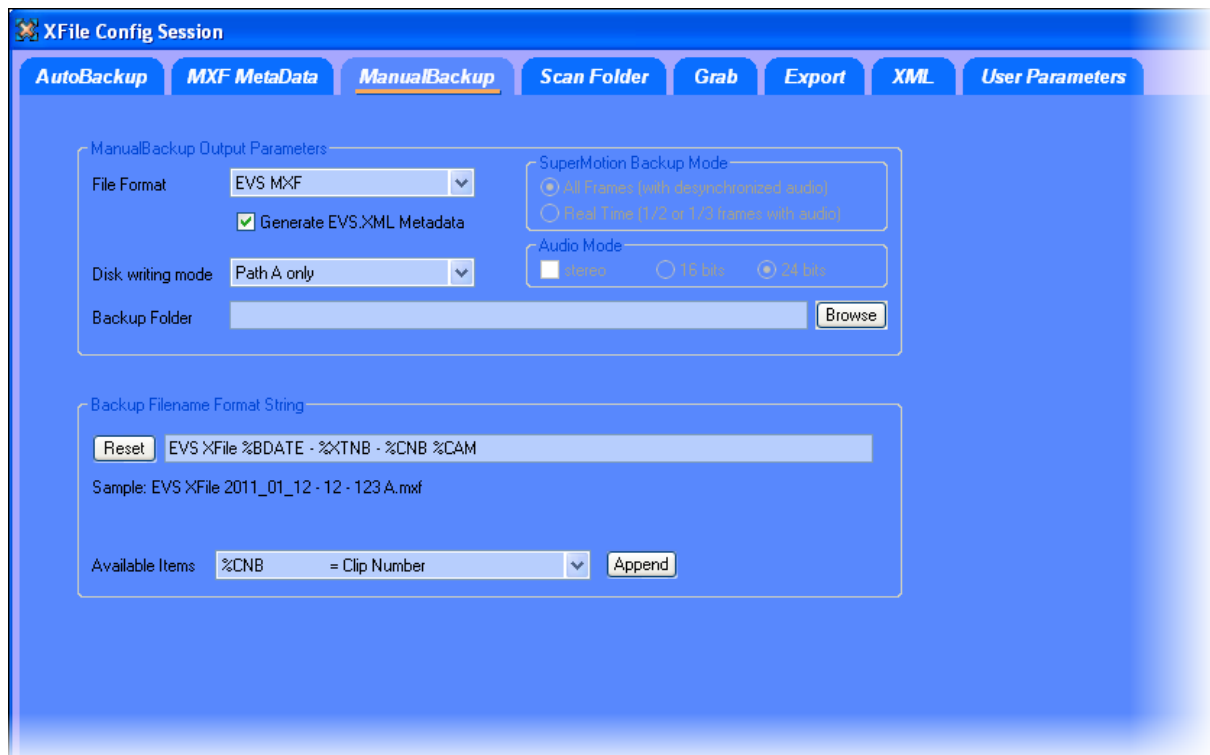 XFile Config Session
AutoBackup MXF MetaData ManualBackup Scan Folder Grab Export XML User Parameters
ManualBackup Output Parameters
File Format EVS MXF
Generate EVS.XML Metadata
SuperMotion Backup Mode
All Frames (with desynchronized audio)
Real Time (1/2 or 1/3 frames with audio)
Audio Mode
stereo 16 bits 24 bits
Disk writing mode Path A only
Backup Folder Browse
Backup Filename Format String
Reset EVS XFile %BDATE - %XTNB - %CNB %CAM
Sample: EVS XFile 2011_01_12 - 12 - 123 A.mxf
Available Items %CNB = Clip Number Append